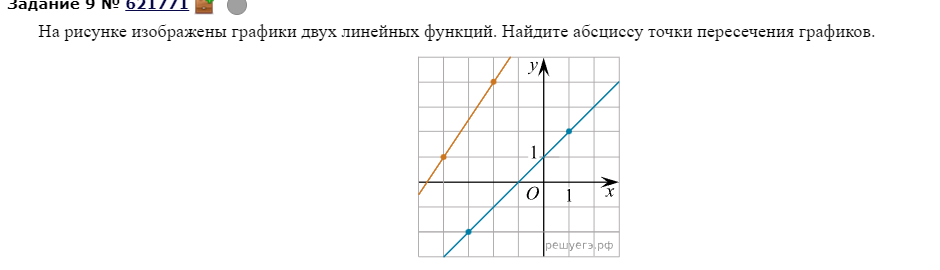 Задание 9 № 621771
На рисунке изображены графики двух линейных функций. Найдите абсциссу точки пересечения графиков.
y
1
O 1 x
решуегэ.рф